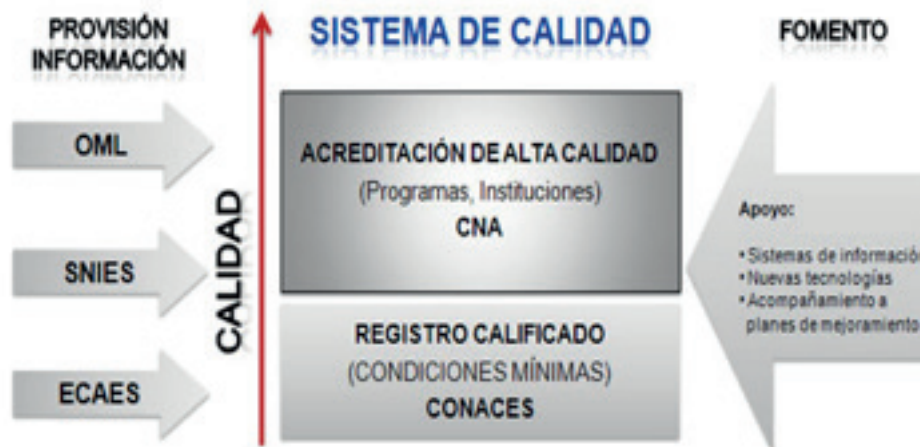 PROVISIÓN
INFORMACIÓN
OML
SNIES
ECAES
CALIDAD
SISTEMA DE CALIDAD
ACREDITACIÓN DE ALTA CALIDAD
(Programas, Instituciones)
CNA
REGISTRO CALIFICADO
(CONDICIONES MÍNIMAS)
CONACES
FOMENTO
Apoyo:
• Sistemas de información
• Nuevas tecnologías
• Acompañamiento a
planes de mejoramiento